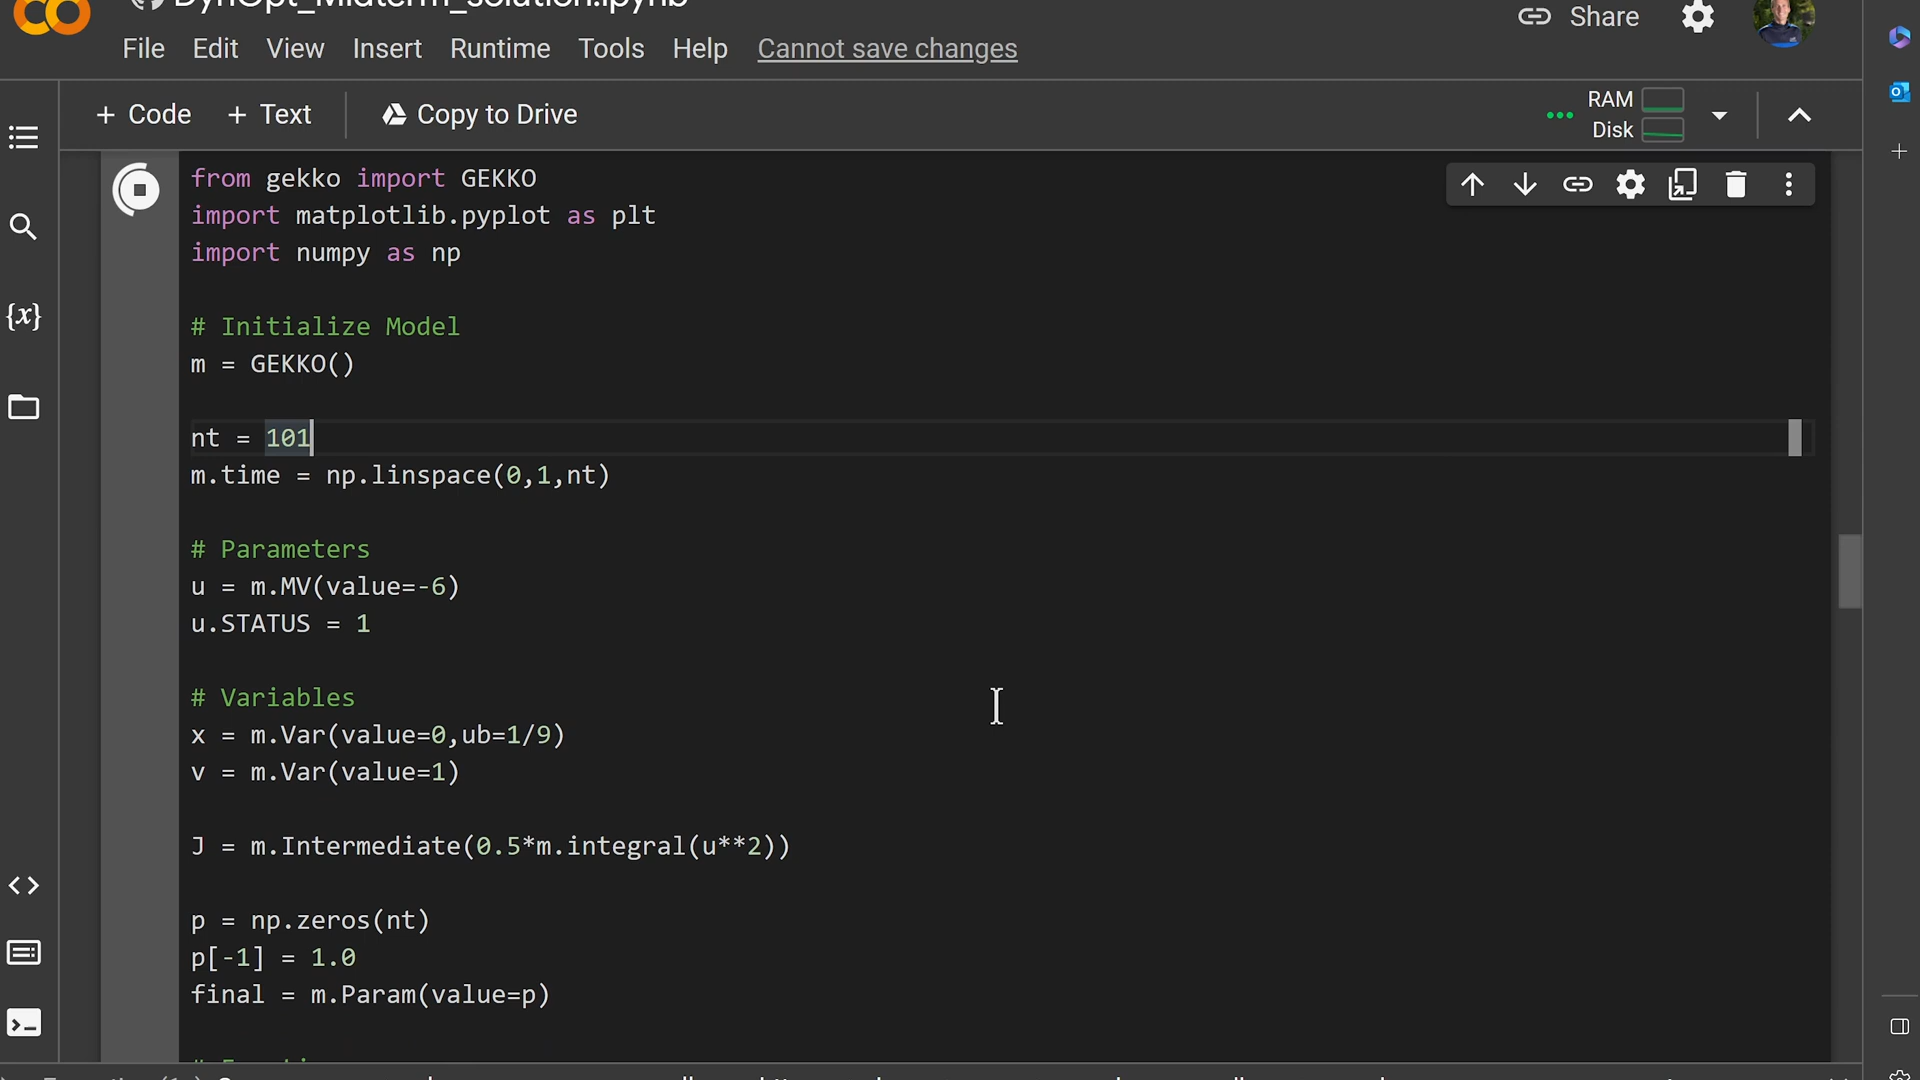 DynOpt_Midterm_solution.ipynb
Share
File Edit View Insert Runtime Tools Help Cannot save changes
+ Code + Text Copy to Drive
RAM
Disk
from gekko import GEKKO
import matplotlib.pyplot as plt
import numpy as np
# Initialize Model
m = GEKKO()
nt = 101
m.time = np.linspace(0,1,nt)
# Parameters
u = m.MV(value=-6)
u.STATUS = 1
# Variables
x = m.Var(value=0,ub=1/9)
v = m.Var(value=1)
J = m.Intermediate(0.5*m.integral(u**2))
p = np.zeros(nt)
p[-1] = 1.0
final = m.Param(value=p)